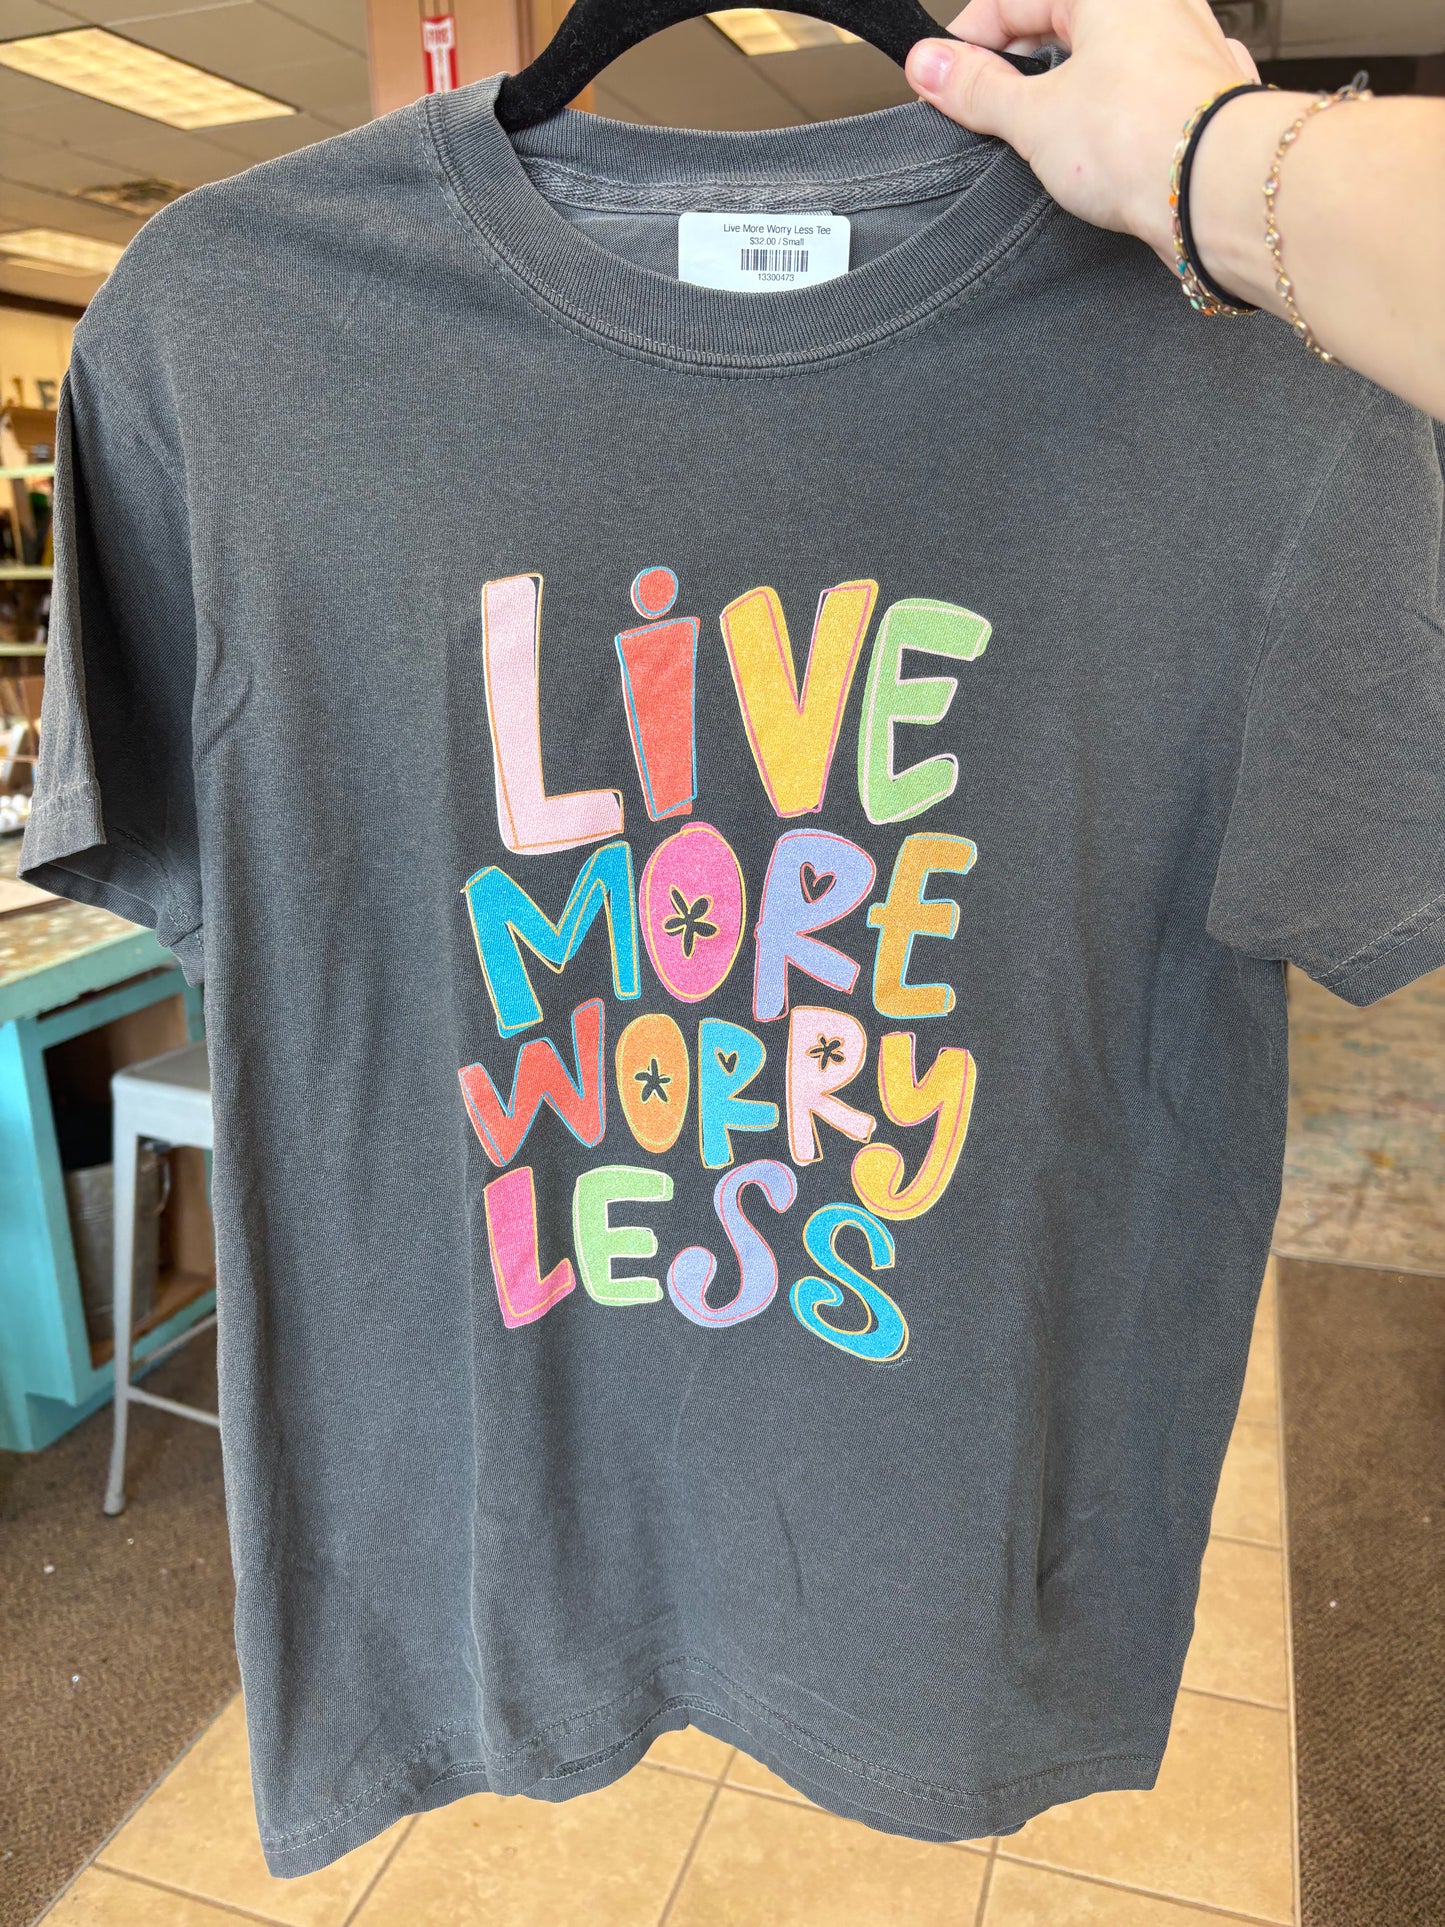 Live More Worry Less Tee
$32.00 / Small
13300473
LiVE
MORE
WORRy
LESS